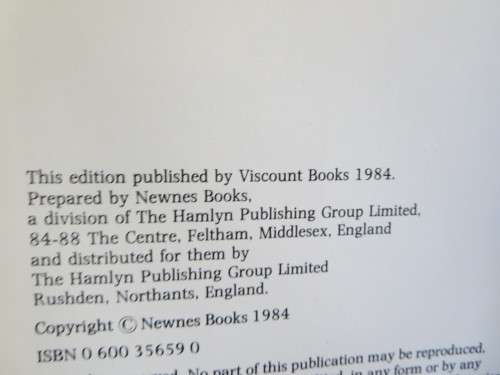 This edition published by Viscount Books 1984.
Prepared by Newnes Books,
a division of The Hamlyn Publishing Group Limited,
84-88 The Centre, Feltham, Middlesex, England
and distributed for them by
The Hamlyn Publishing Group Limited
Rushden, Northants, England.
Copyright © Newnes Books 1984
ISBN 0 600 35659 0
No part of this publication may be reproduced,
in any form or by any